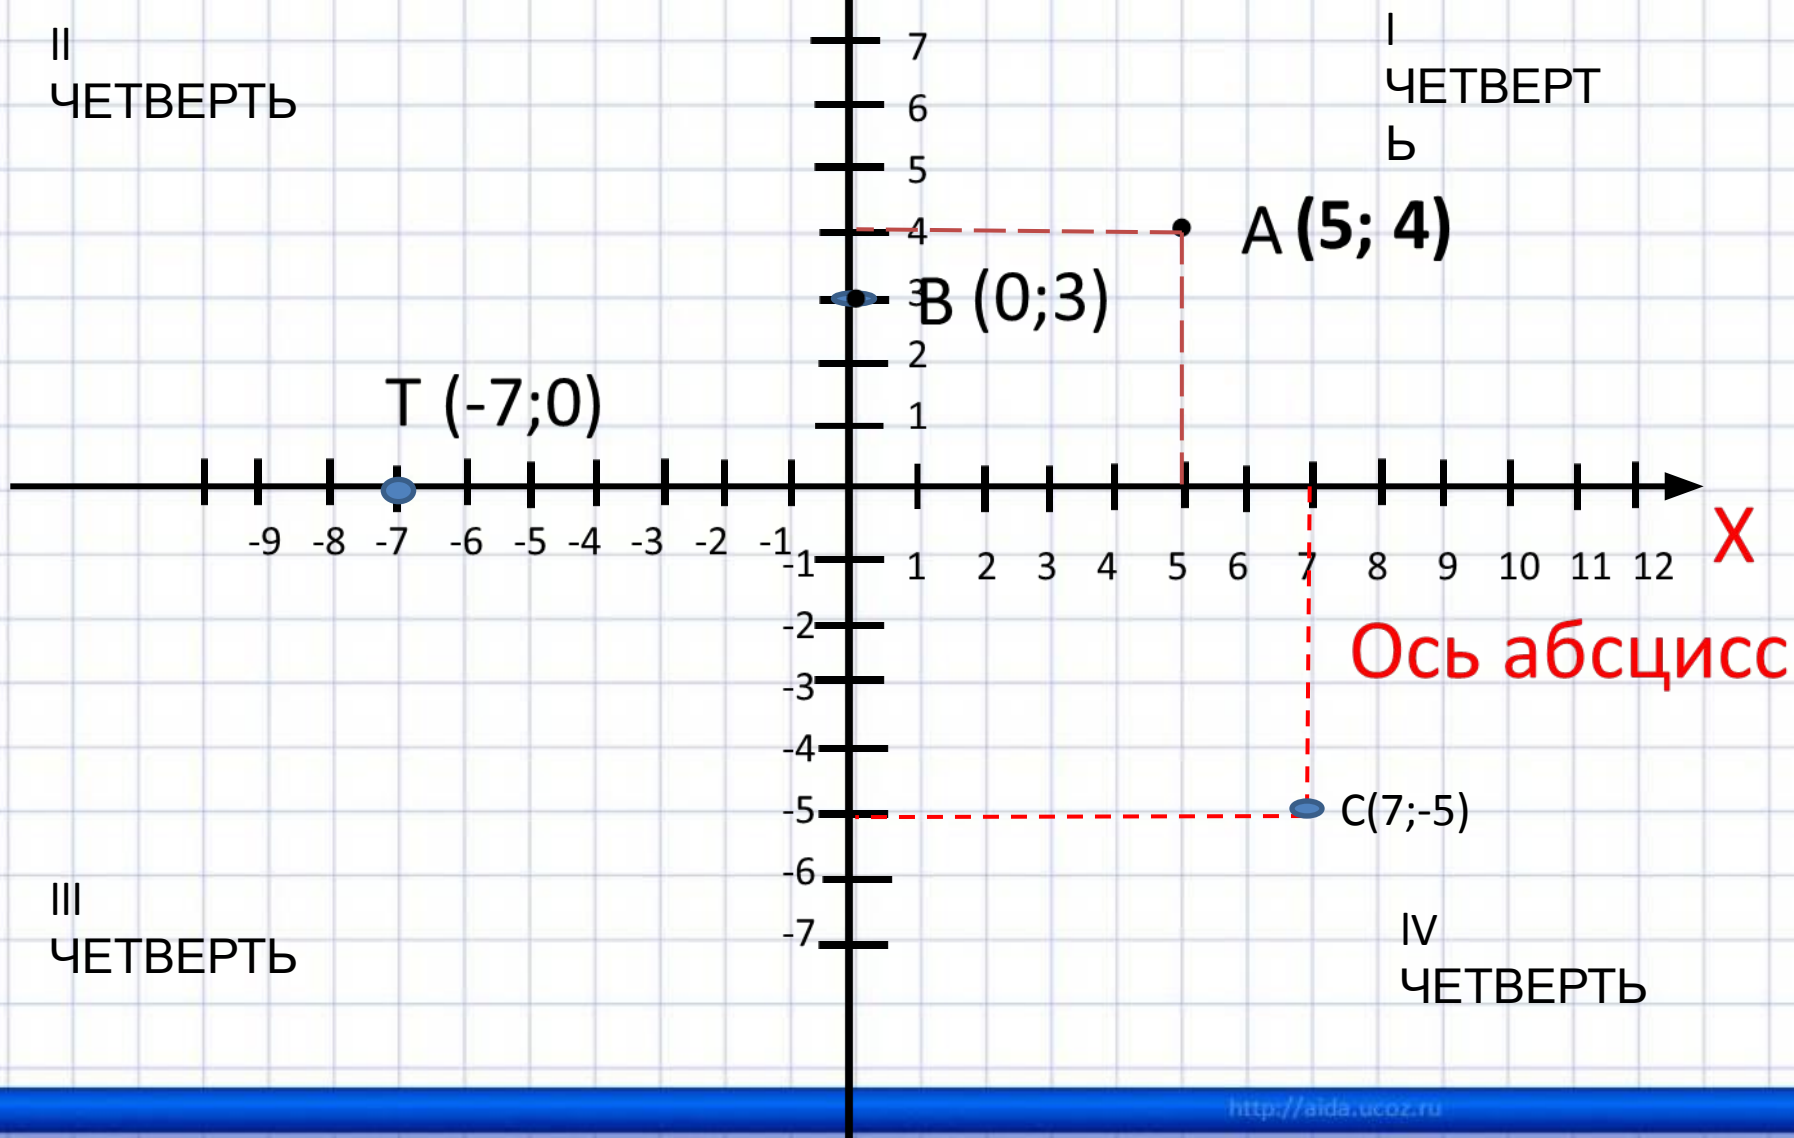 II
ЧЕТВЕРТЬ
I
ЧЕТВЕРТ
Ь
7
6
5
4
3
2
1
A (5; 4)
B (0;3)
T (-7;0)
-9 -8 -7 -6 -5 -4 -3 -2 -1
1 2 3 4 5 6 7 8 9 10 11 12
X
Ось абсцисс
-1
-2
-3
-4
-5
-6
-7
C(7;-5)
III
ЧЕТВЕРТЬ
IV
ЧЕТВЕРТЬ
http://aida.ucoz.ru